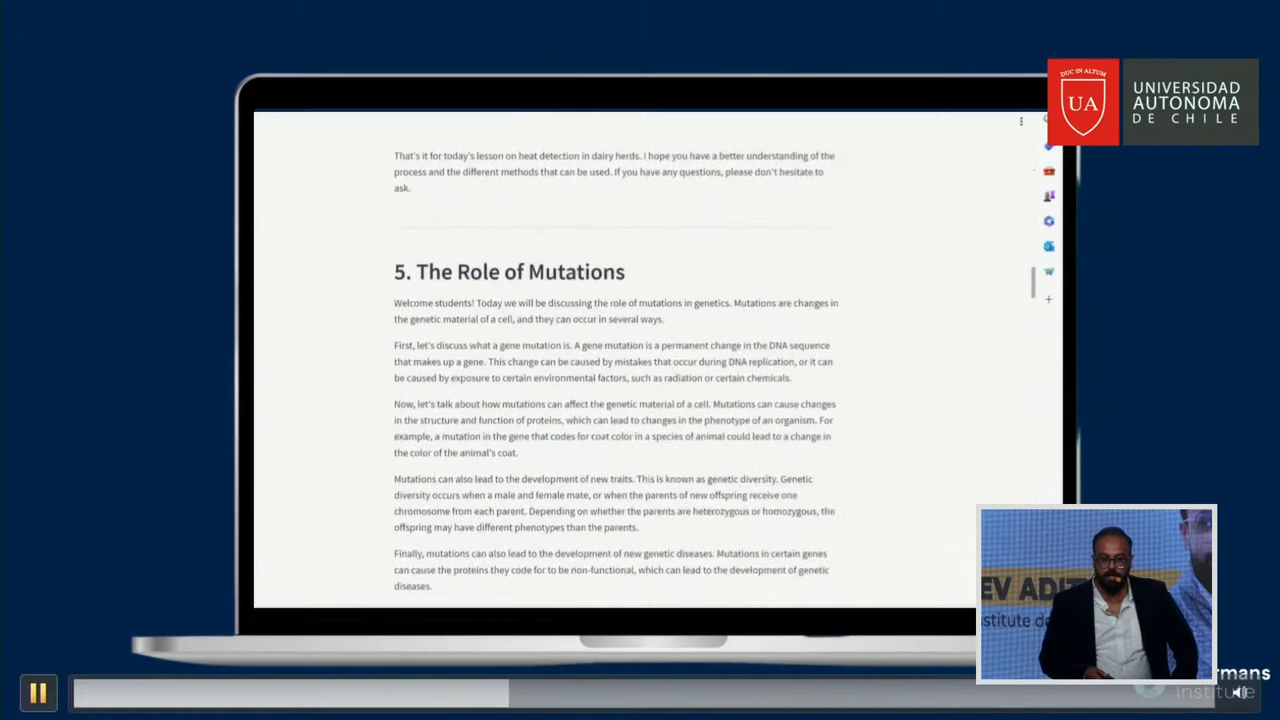 DUC IN ALTUM
UA
UNIVERSIDAD
AUTONOMA
DE CHILE
That's it for today's lesson on heat detection in dairy herds. I hope you have a better understanding of the
process and the different methods that can be used. If you have any questions, please don't hesitate to
ask.
5. The Role of Mutations
Welcome students! Today we will be discussing the role of mutations in genetics. Mutations are changes in
the genetic material of a cell, and they can occur in several ways.
First, let's discuss what a gene mutation is. A gene mutation is a permanent change in the DNA sequence
that makes up a gene. This change can be caused by mistakes that occur during DNA replication, or it can
be caused by exposure to certain environmental factors, such as radiation or certain chemicals.
Now, let's talk about how mutations can affect the genetic material of a cell. Mutations can cause changes
in the structure and function of proteins, which can lead to changes in the phenotype of an organism. For
example, a mutation in the gene that codes for coat color in a species of animal could lead to a change in
the color of the animal's coat.
Mutations can also lead to the development of new traits. This is known as genetic diversity. Genetic
diversity occurs when a male and female mate, or when the parents of new offspring receive one
chromosome from each parent. Depending on whether the parents are heterozygous or homozygous, the
offspring may have different phenotypes than the parents.
Finally, mutations can also lead to the development of new genetic diseases. Mutations in certain genes
can cause the proteins they code for to be non-functional, which can lead to the development of genetic
diseases.
EV ADIT
stitute de
rmans
Institute